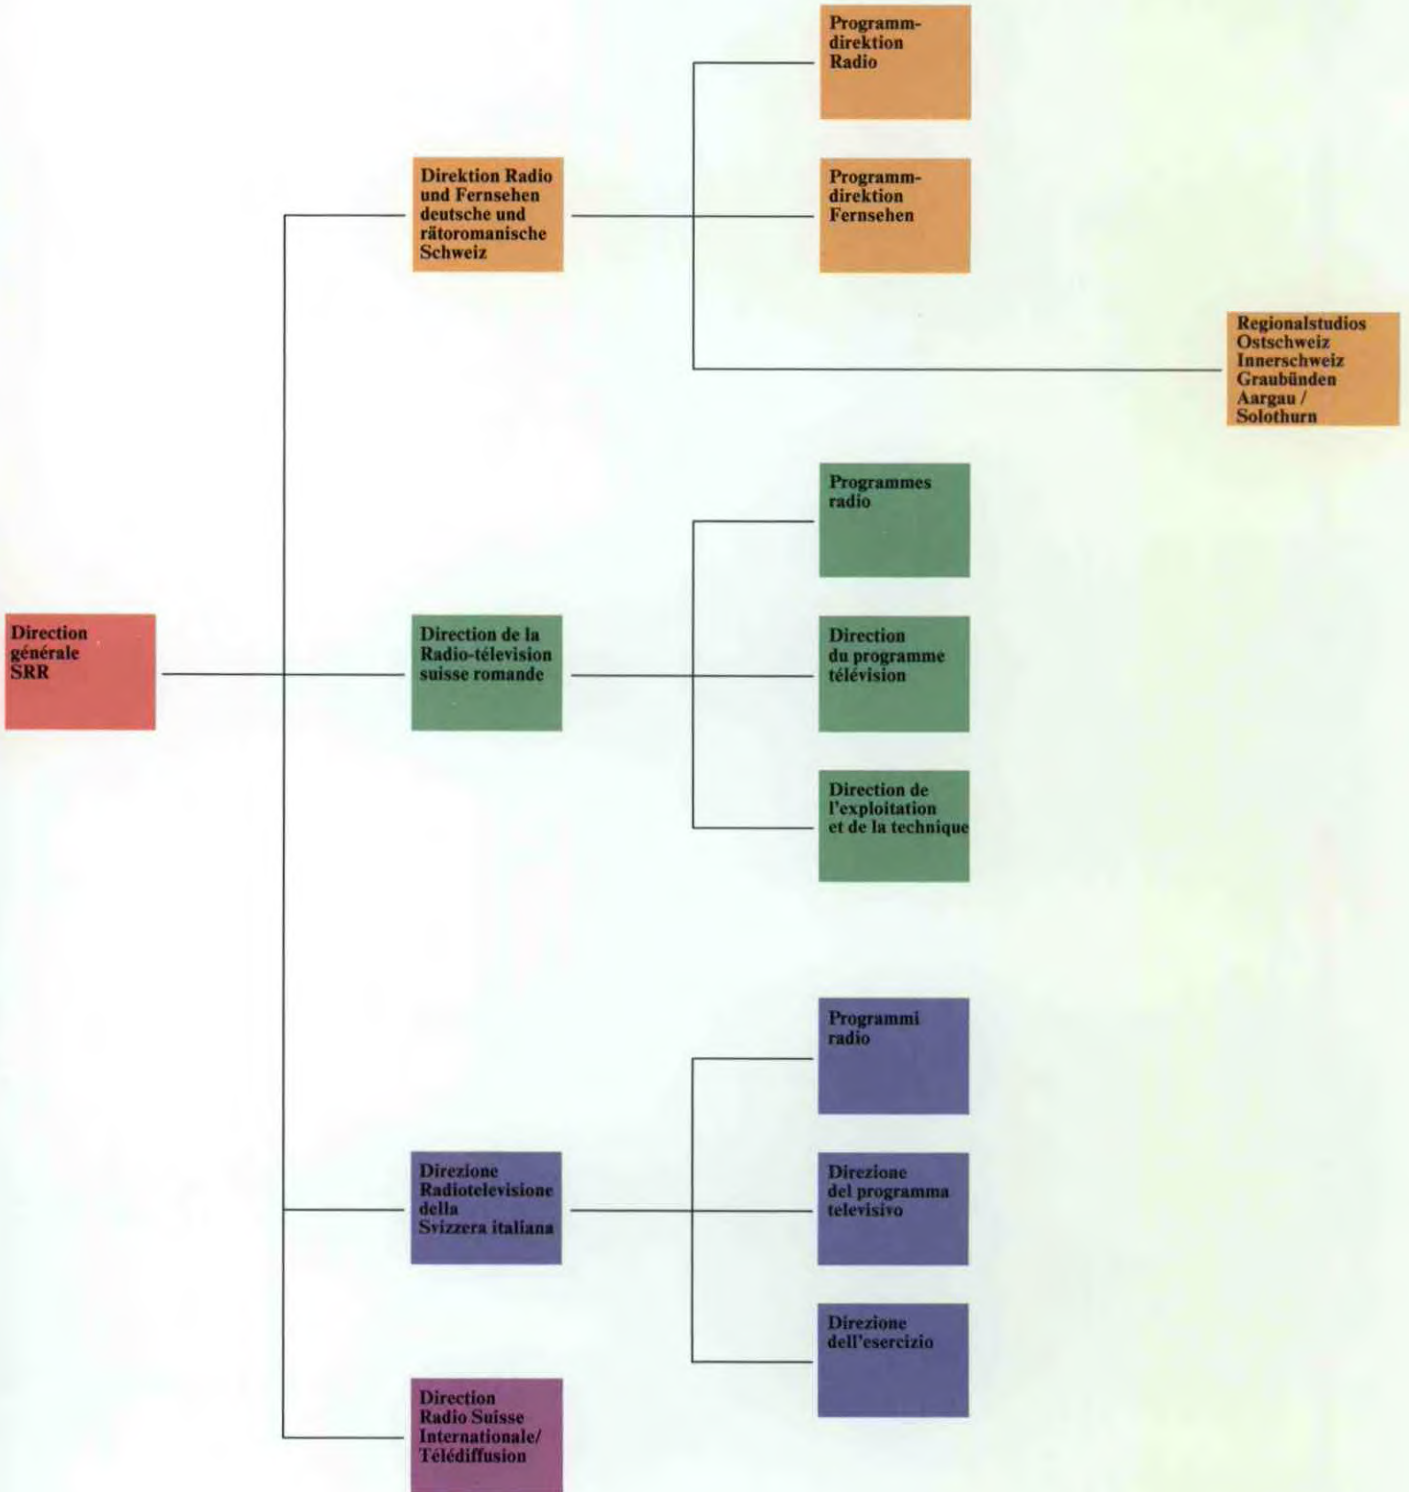 Direction
générale
SRR
Direktion Radio
und Fernsehen
deutsche und
rätoromanische
Schweiz
Programm-
direktion
Radio
Programm-
direktion
Fernsehen
Regionalstudios
Ostschweiz
Innerschweiz
Graubünden
Aargau /
Solothurn
Direction de la
Radio-télévision
suisse romande
Programmes
radio
Direction
du programme
télévision
Direction de
l'exploitation
et de la technique
Direzione
Radiotelevisione
della
Svizzera italiana
Programmi
radio
Direzione
del programma
televisivo
Direzione
dell'esercizio
Direction
Radio Suisse
Internationale/
Télédiffusion